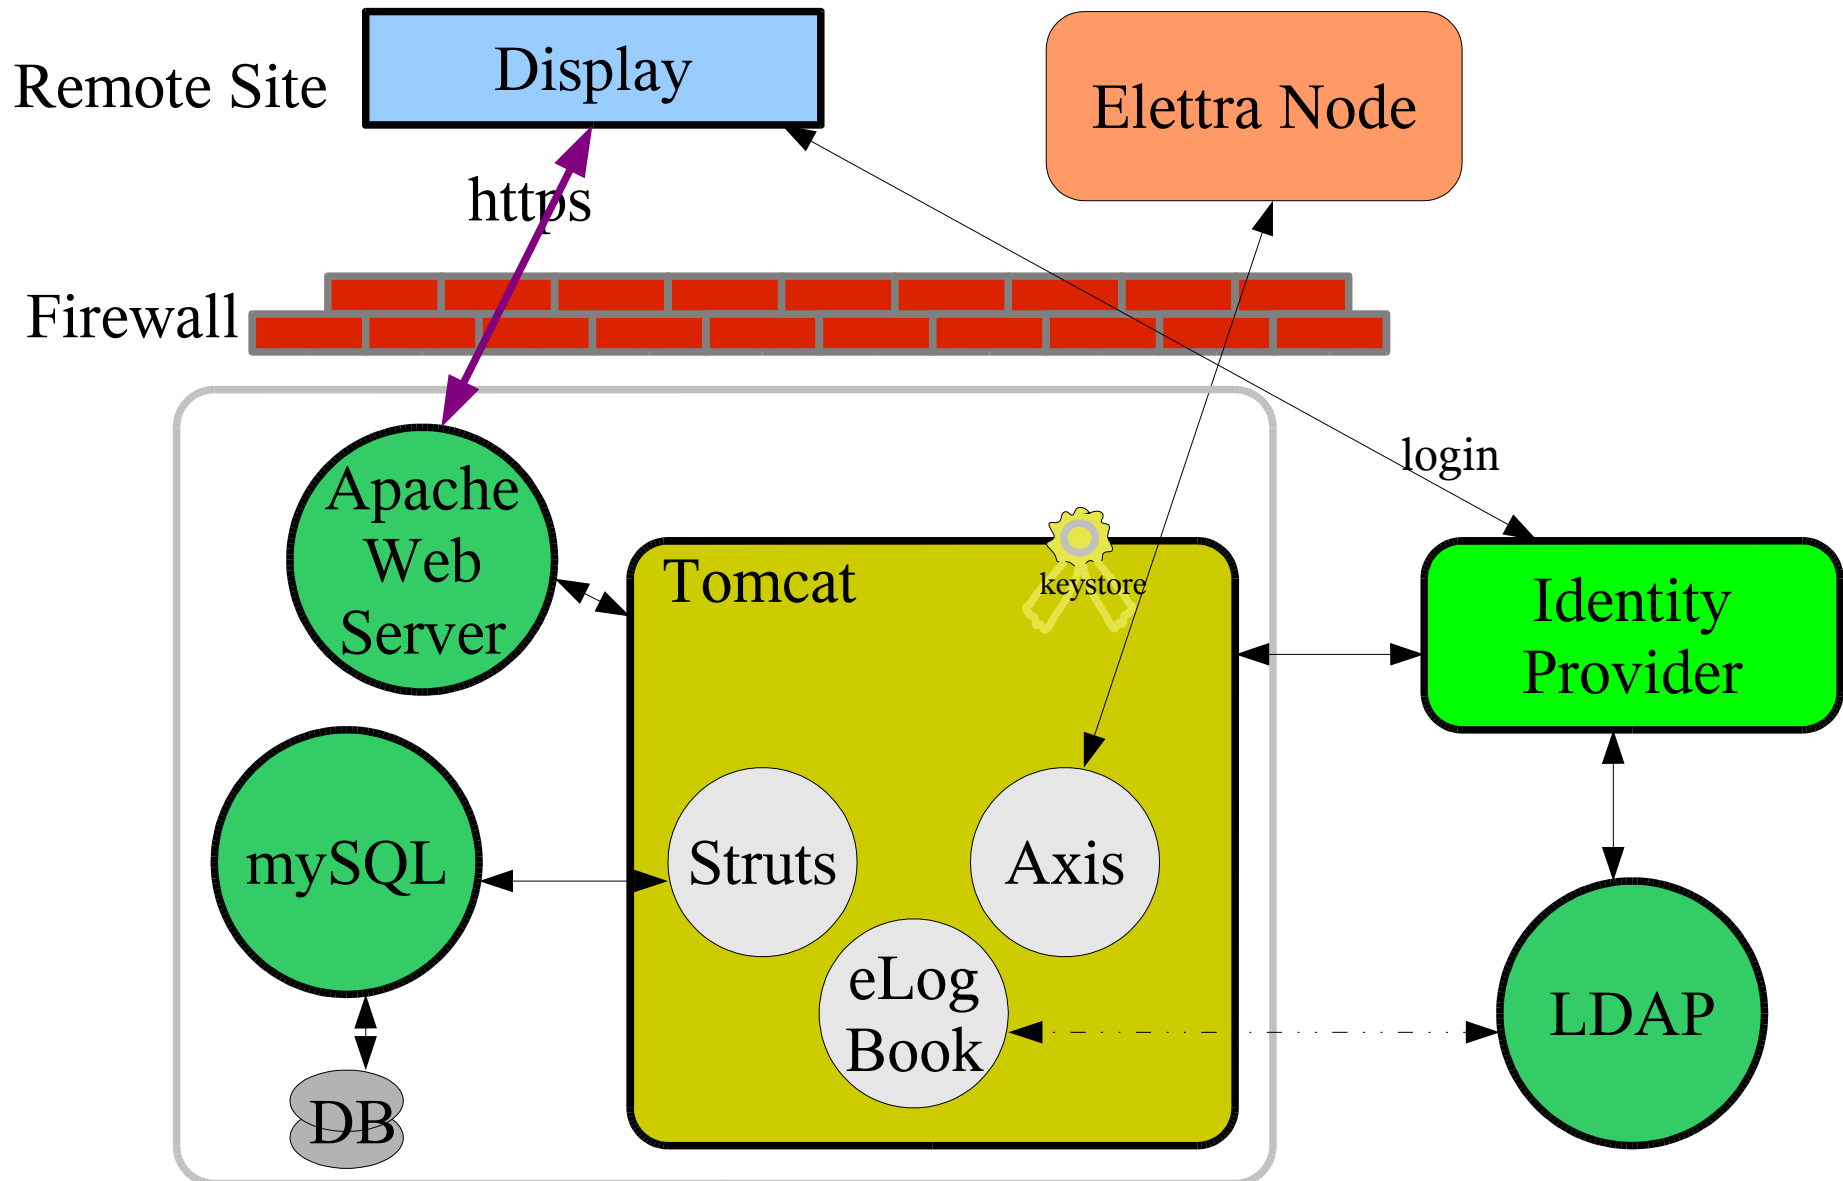 Remote Site
Display
Elettra Node
https
Firewall
login
Apache
Web
Server
Tomcat
keystore
Identity
Provider
mySQL
Struts
Axis
eLog
Book
LDAP
DB